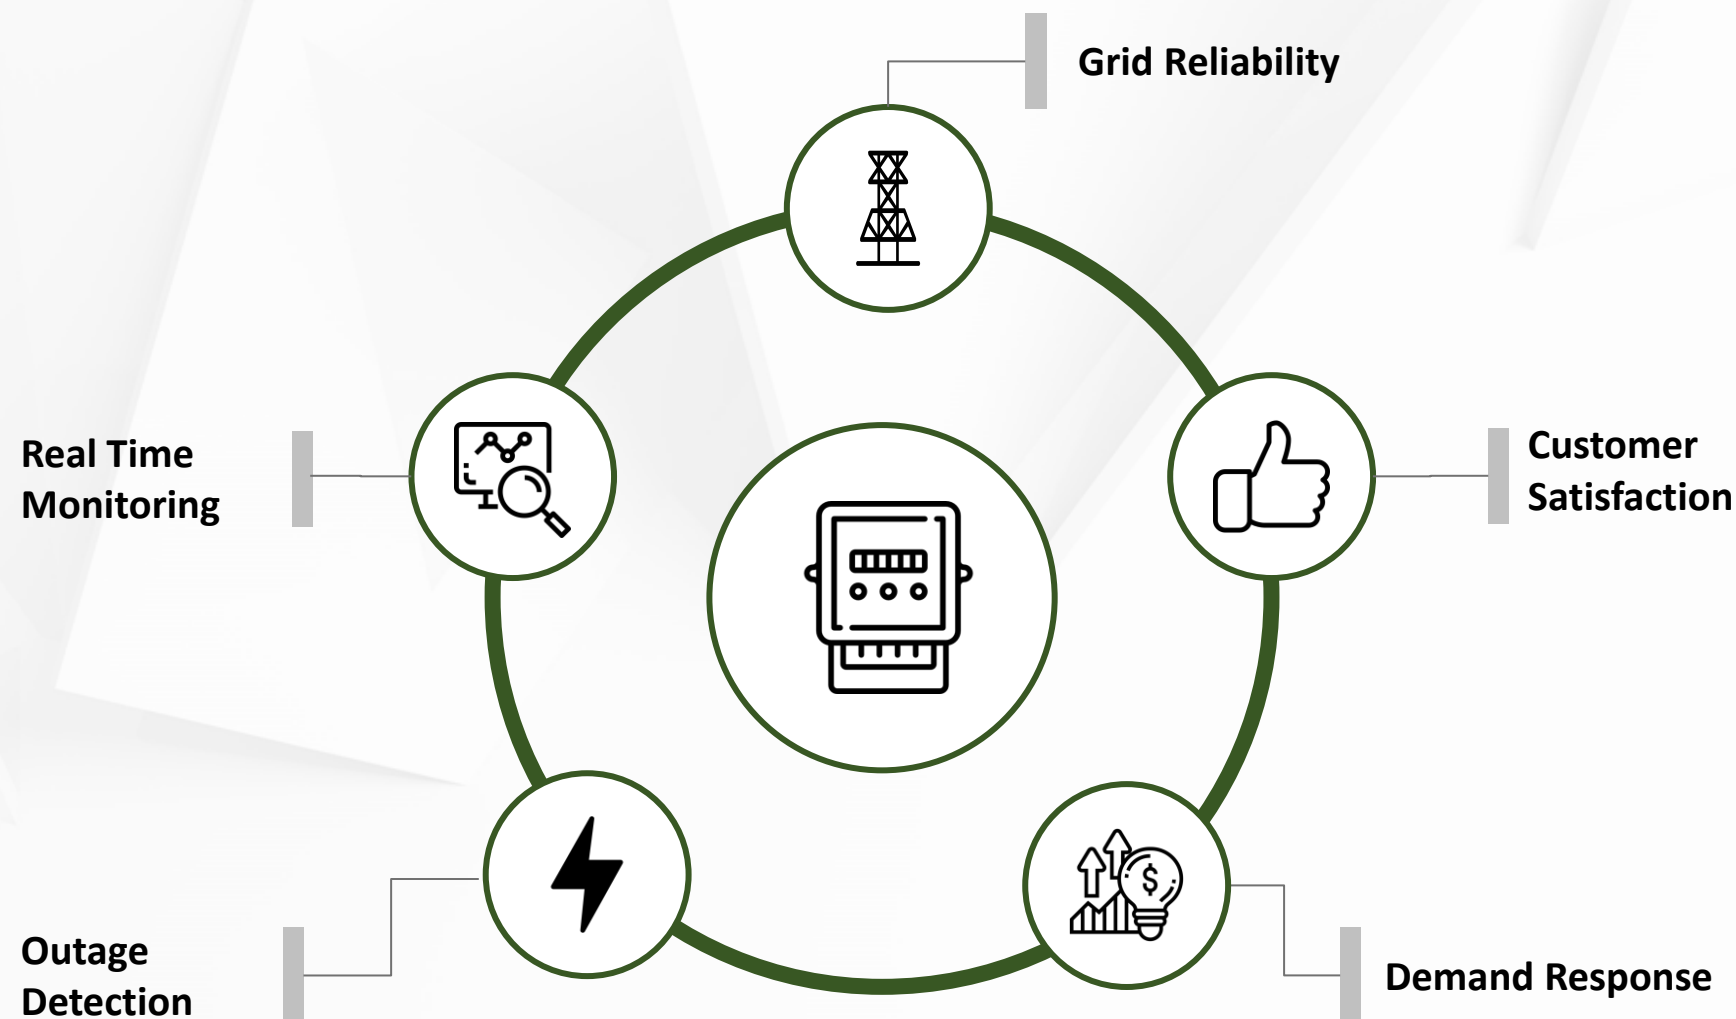 Grid Reliability
Real Time
Monitoring
Customer
Satisfaction
Outage
Detection
Demand Response
$